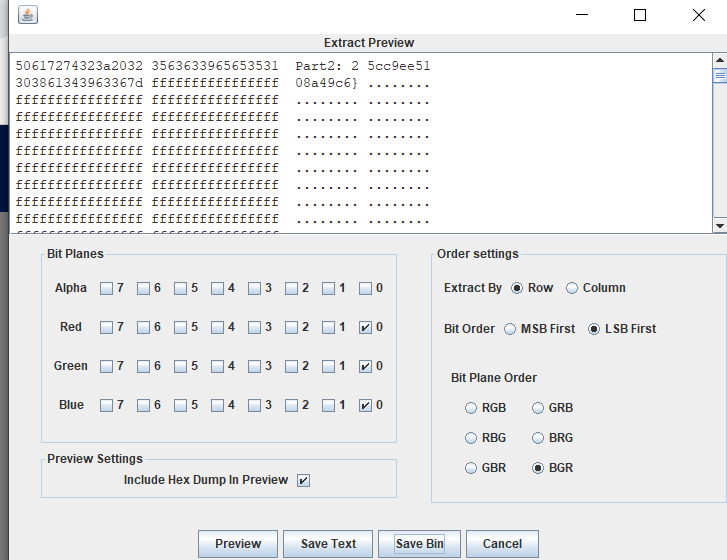 Extract Preview
50617274323a2032 3563633965653531 Part2: 2 5cc9ee51
303861343963367d ffffffffffffffff 08a49c6} ........
ffffffffffffffff ffffffffffffffff ........ ........
ffffffffffffffff ffffffffffffffff ........ ........
ffffffffffffffff ffffffffffffffff ........ ........
ffffffffffffffff ffffffffffffffff ........ ........
ffffffffffffffff ffffffffffffffff ........ ........
ffffffffffffffff ffffffffffffffff ........ ........
ffffffffffffffff ffffffffffffffff ........ ........
ffffffffffffffff ffffffffffffffff ........ ........
Bit Planes
Alpha 7 6 5 4 3 2 1 0
Red 7 6 5 4 3 2 1 0
Green 7 6 5 4 3 2 1 0
Blue 7 6 5 4 3 2 1 0
Preview Settings
Include Hex Dump In Preview
Order settings
Extract By Row Column
Bit Order MSB First LSB First
Bit Plane Order
RGB GRB
RBG BRG
GBR BGR
Preview Save Text Save Bin Cancel